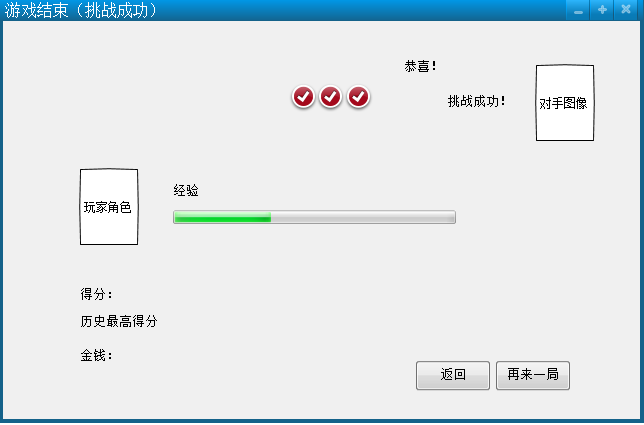 游戏结束（挑战成功）
恭喜！
挑战成功！
对手图像
玩家角色
经验
得分：
历史最高得分
金钱：
返回
再来一局